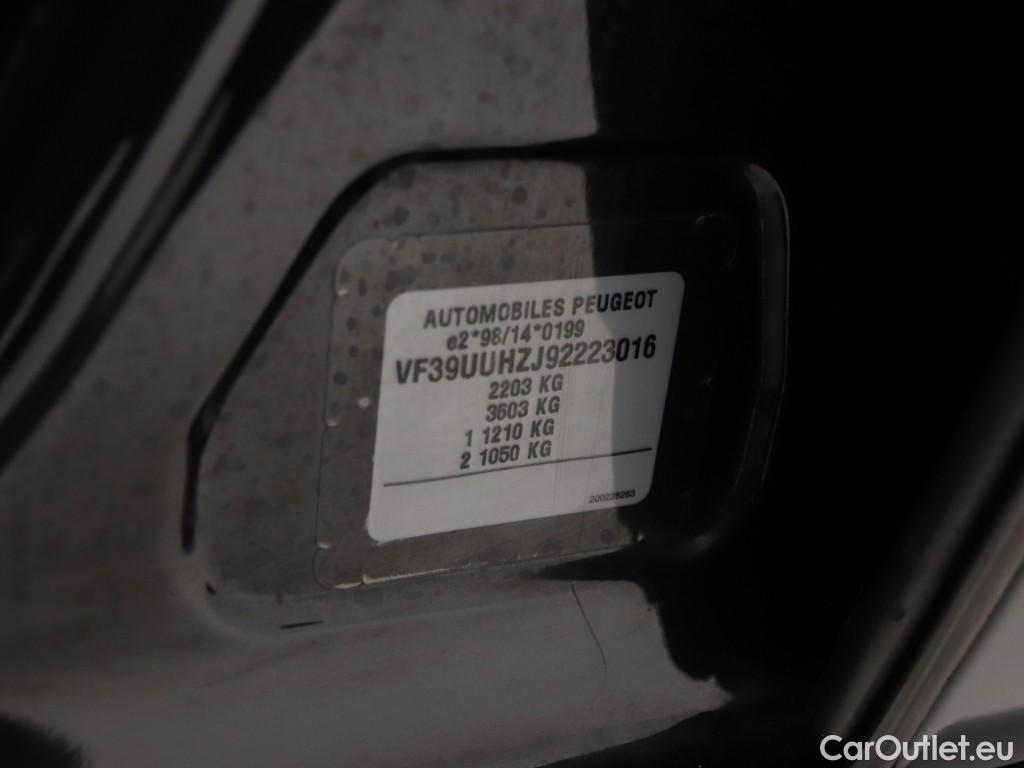 AUTOMOBILES PEUGEOT
e2*98/14*0199
VF39UUHZJ92223016
2203 KG
3603 KG
1 1210 KG
2 1050 KG
200228263
CarOutlet.eu